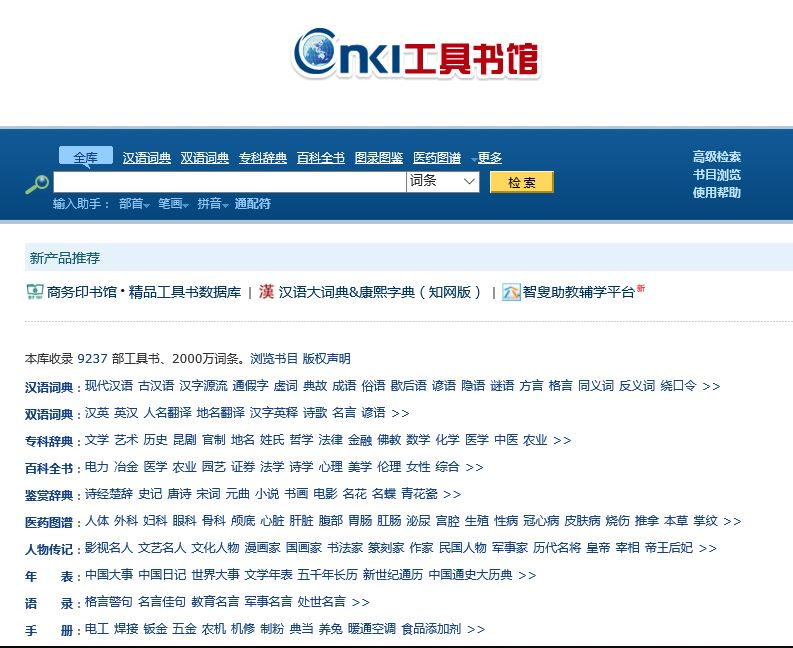 Cnki工具书馆
全库 汉语词典 双语词典 专科辞典 百科全书 图录图鉴 医药图谱 更多
高级检索
词条 检 索
书目浏览
使用帮助
输入助手： 部首 笔画 拼音 通配符
新产品推荐
商务印书馆•精品工具书数据库 | 漢 汉语大词典&康熙字典（知网版） | 智叟助教辅学平台 新
本库收录 9237 部工具书、2000万词条。浏览书目 版权声明
汉语词典：现代汉语 古汉语 汉字源流 通假字 虚词 典故 成语 俗语 歇后语 谚语 隐语 谜语 方言 格言 同义词 反义词 绕口令 >>
双语词典：汉英 英汉 人名翻译 地名翻译 汉字英释 诗歌 名言 谚语 >>
专科辞典：文学 艺术 历史 昆剧 官制 地名 姓氏 哲学 法律 金融 佛教 数学 化学 医学 中医 农业 >>
百科全书：电力 冶金 医学 农业 园艺 证券 法学 诗学 心理 美学 伦理 女性 综合 >>
鉴赏辞典：诗经楚辞 史记 唐诗 宋词 元曲 小说 书画 电影 名花 名蝶 青花瓷 >>
医药图谱：人体 外科 妇科 眼科 骨科 颅底 心脏 肝脏 腹部 胃肠 肛肠 泌尿 宫腔 生殖 性病 冠心病 皮肤病 烧伤 推拿 本草 掌纹 >>
人物传记：影视名人 文艺名人 文化人物 漫画家 国画家 书法家 篆刻家 作家 民国人物 军事家 历代名将 皇帝 宰相 帝王后妃 >>
年 表：中国大事 中国日记 世界大事 文学年表 五千年长历 新世纪通历 中国通史大历典 >>
语 录：格言警句 名言佳句 教育名言 军事名言 处世名言 >>
手 册：电工 焊接 钣金 五金 农机 机修 制粉 典当 养兔 暖通空调 食品添加剂 >>